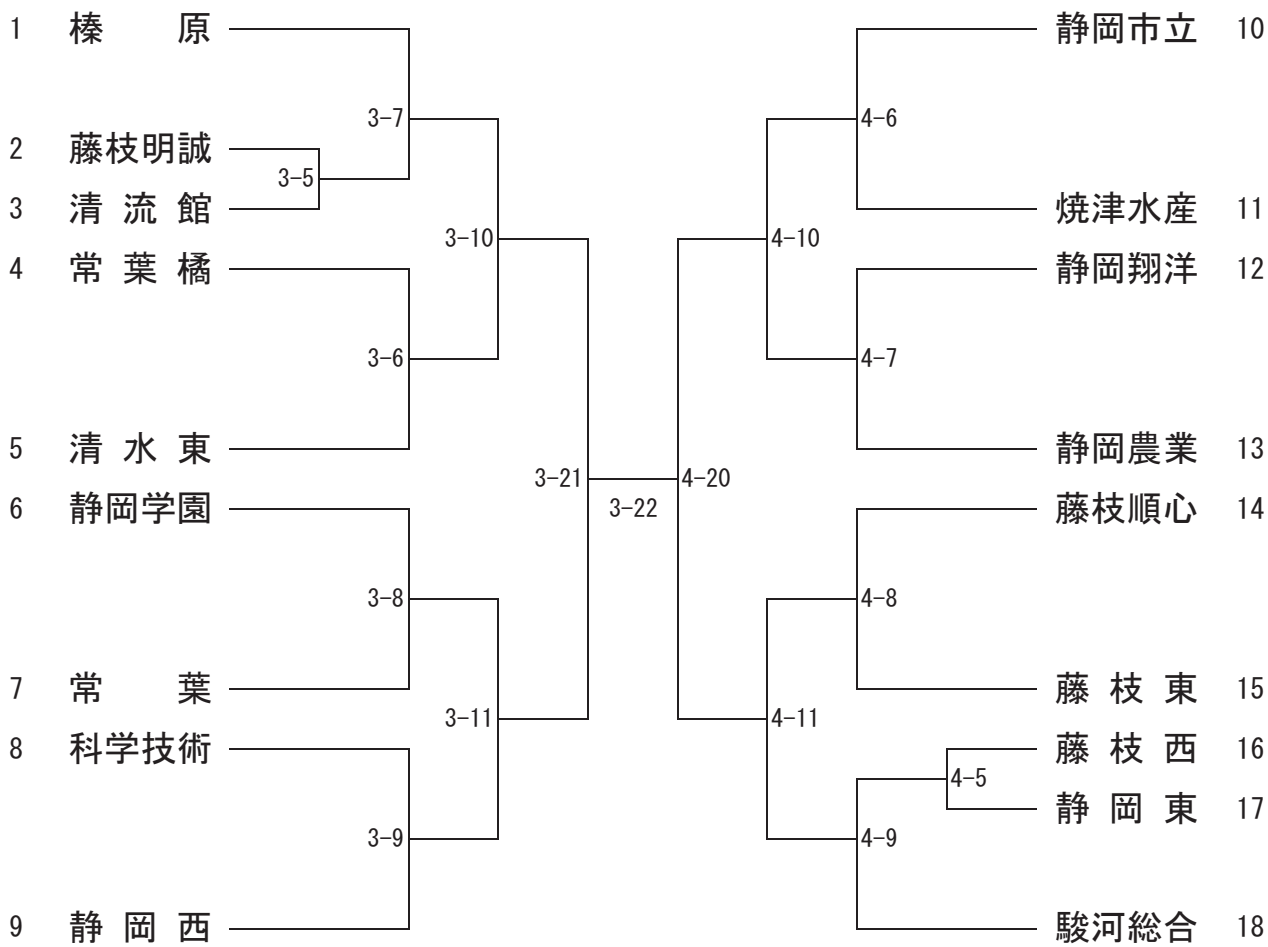 1 榛 原
静岡市立 10
3-7
4-6
2 藤枝明誠
3-5
3 清 流 館
焼津水産 11
3-10
4-10
4 常 葉 橘
静岡翔洋 12
3-6
4-7
5 清 水 東
静岡農業 13
3-21
4-20
6 静岡学園
3-22
藤枝順心 14
3-8
4-8
7 常 葉
藤 枝 東 15
3-11
4-11
8 科学技術
藤 枝 西 16
4-5
静 岡 東 17
3-9
4-9
9 静 岡 西
駿河総合 18